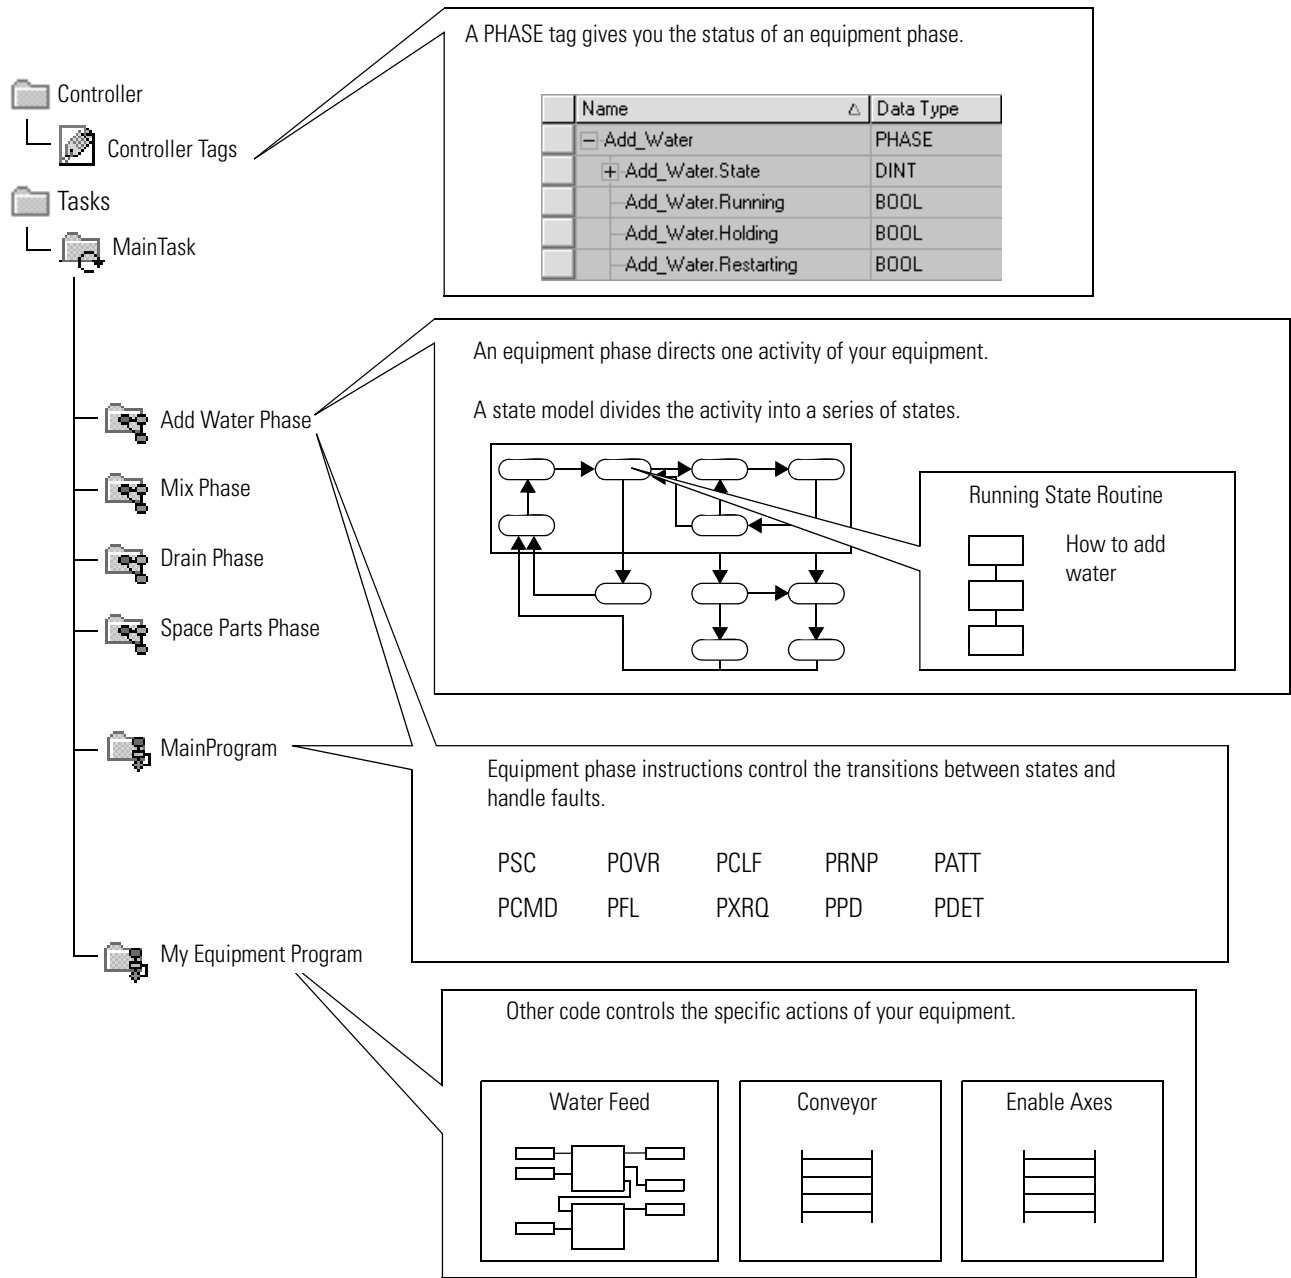 A PHASE tag gives you the status of an equipment phase.
Controller
Controller Tags
Name Data Type
Add_Water PHASE
Add_Water.State DINT
Add_Water.Running BOOL
Add_Water.Holding BOOL
Add_Water.Restarting BOOL
Tasks
MainTask
An equipment phase directs one activity of your equipment.
A state model divides the activity into a series of states.
Add Water Phase
Mix Phase
Drain Phase
Space Parts Phase
Running State Routine
How to add
water
MainProgram
Equipment phase instructions control the transitions between states and
handle faults.
PSC POVR PCLF PRNP PATT
PCMD PFL PXRQ PPD PDET
My Equipment Program
Other code controls the specific actions of your equipment.
Water Feed
Conveyor
Enable Axes